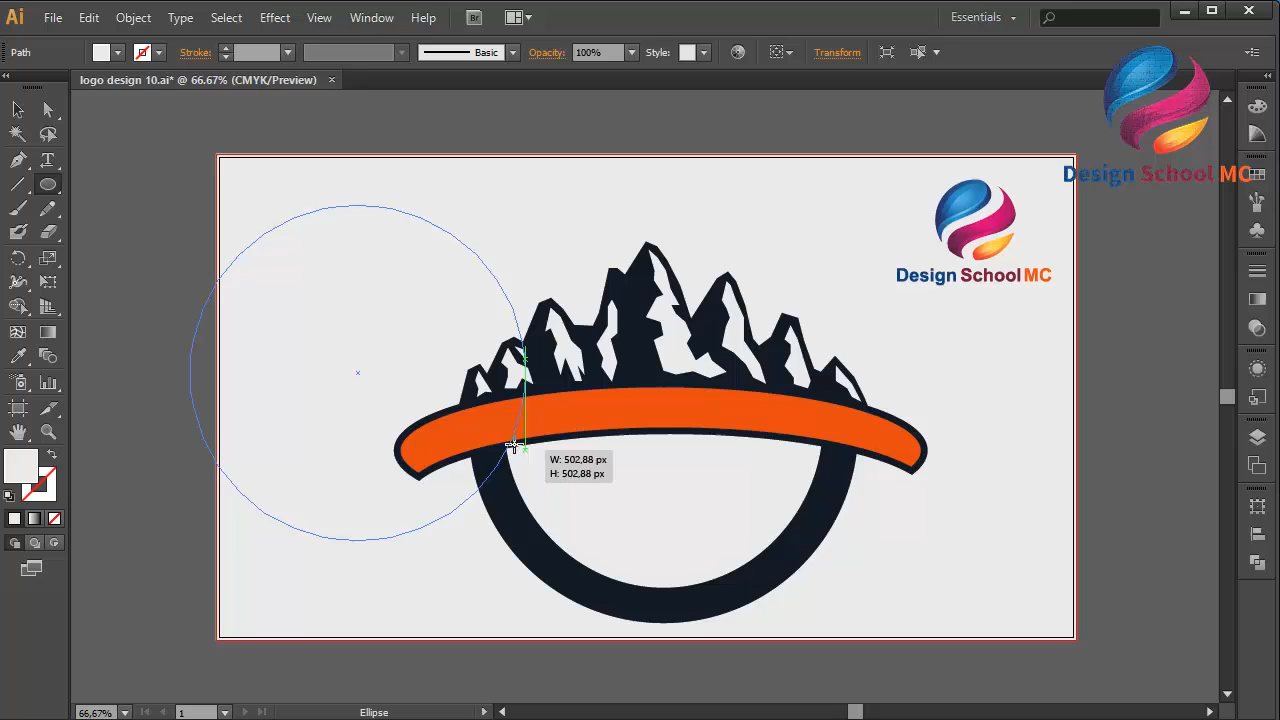 Ai File Edit Object Type Select Effect View Window Help Br Essentials
Path Stroke: Basic Opacity: 100% Style: Transform
logo design 10.ai* @ 66.67% (CMYK/Preview) ×
Design School MC
Design School MC
W: 502,88 px
H: 502,88 px
66,67% 1 Ellipse